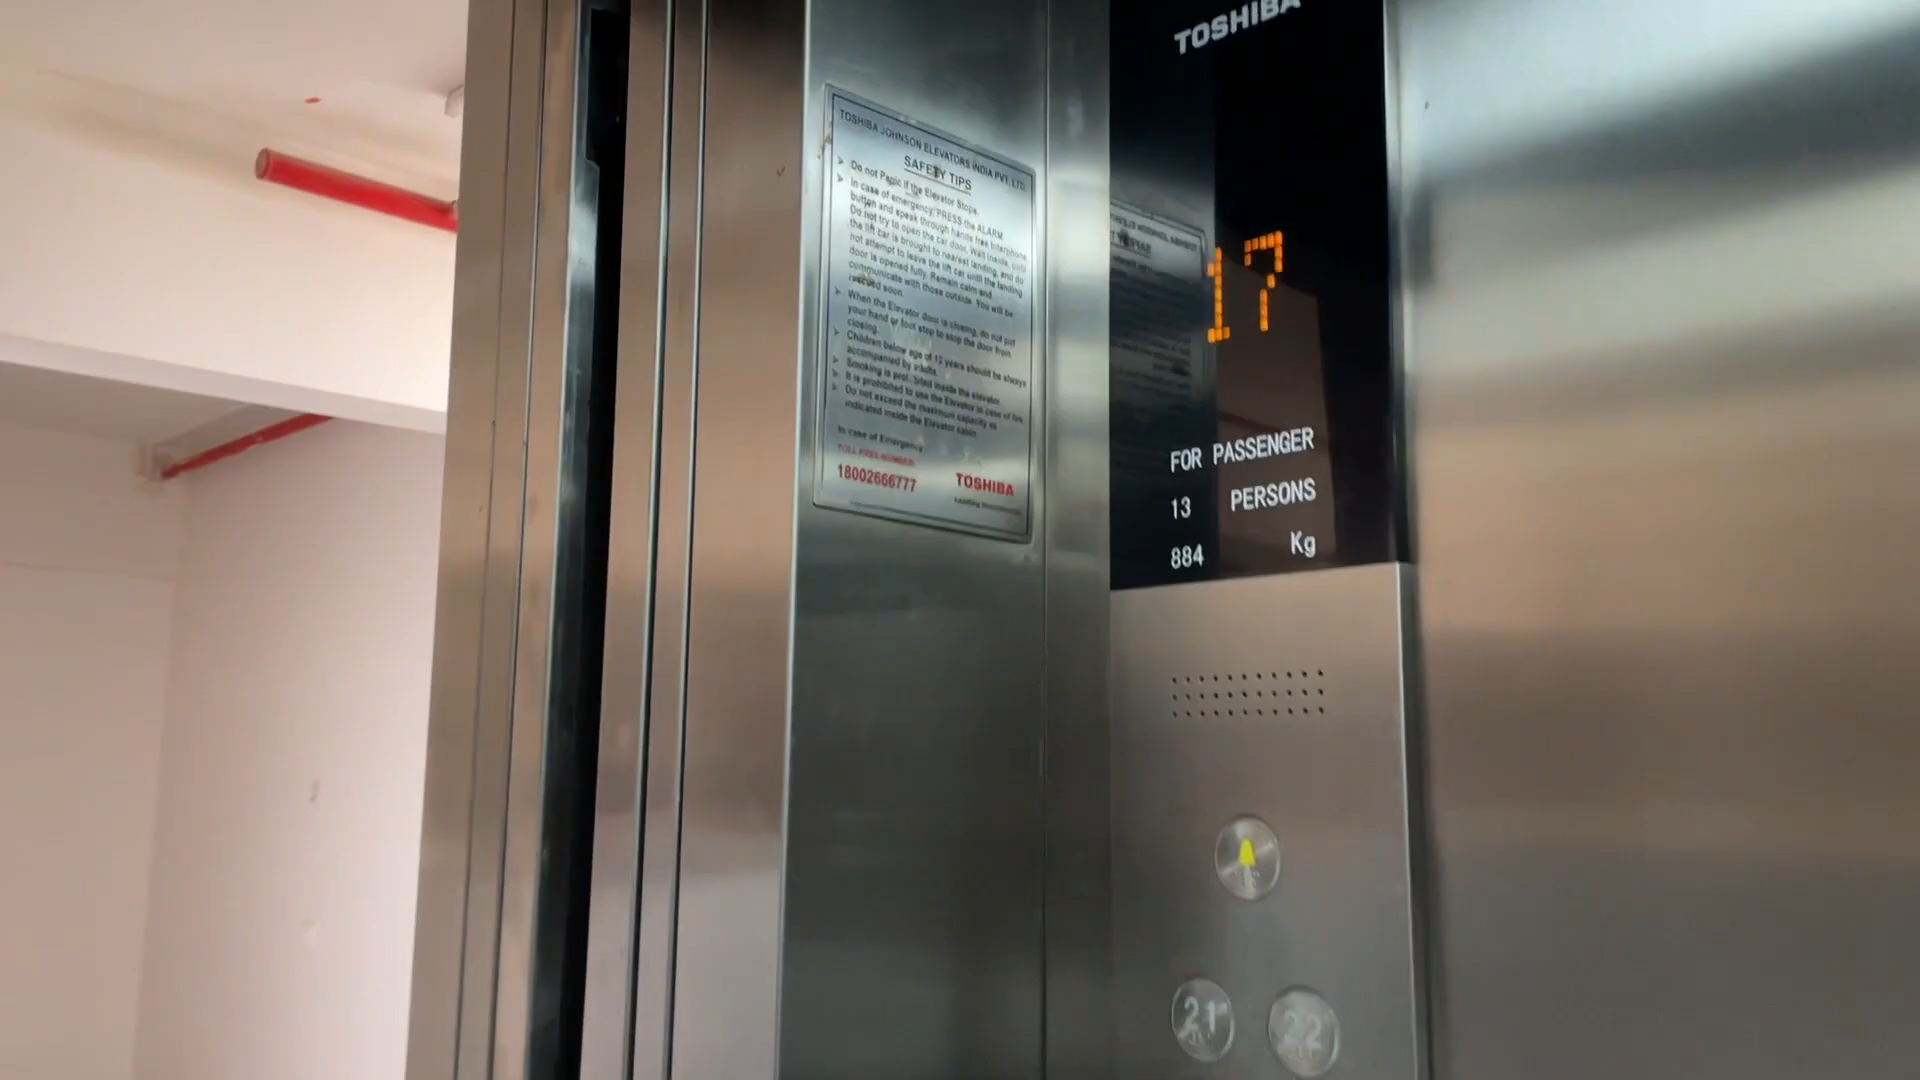 TOSHIBA
TOSHIBA JOHNSON ELEVATORS INDIA PVT. LTD.
SAFETY TIPS
Do not Panic if the Elevator Stops.
In case of emergency, PRESS the ALARM
button and speak through hands free Interphone.
Do not try to open the car door. Wait inside, until
the lift car is brought to nearest landing, and do
not attempt to leave the lift car until the landing
door is opened fully. Remain calm and
communicate with those outside. You will be
rescued soon.
When the Elevator door is closing, do not put
your hand or foot step to stop the door from
closing.
Children below age of 12 years should be always
accompanied by adults.
Smoking is prohibited inside the elevator.
It is prohibited to use the Elevator in case of fire
Do not exceed the maximum capacity as
indicated inside the Elevator cabin.
In case of Emergency
TOLL FREE NUMBER
18002666777
TOSHIBA
17
FOR PASSENGER
13 PERSONS
884 Kg
21
22